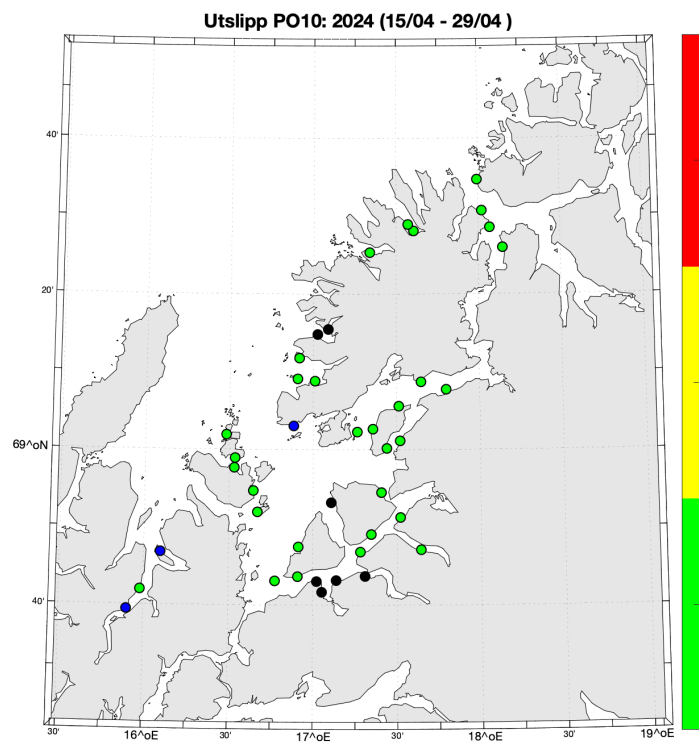 Utslipp PO10: 2024 (15/04 - 29/04 )
40'
20'
69^oN
40'
30' 16^oE 30' 17^oE 30' 18^oE 30' 19^oE